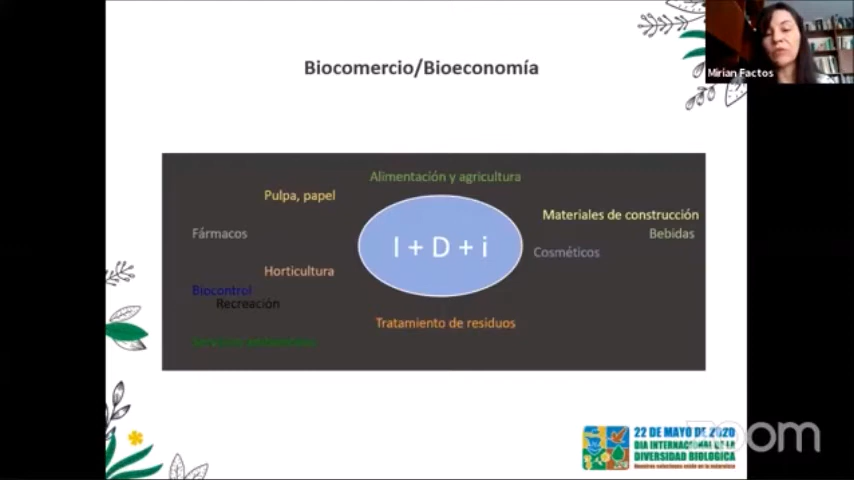 Biocomercio/Bioeconomía
Mirian Factos
Alimentación y agricultura
Pulpa, papel
Materiales de construcción
Fármacos
Bebidas
I + D + i
Cosméticos
Horticultura
Biocontrol
Recreación
Tratamiento de residuos
22 DE MAYO DE 2020
DIA INTERNACIONAL DE LA
DIVERSIDAD BIOLÓGICA
zoom